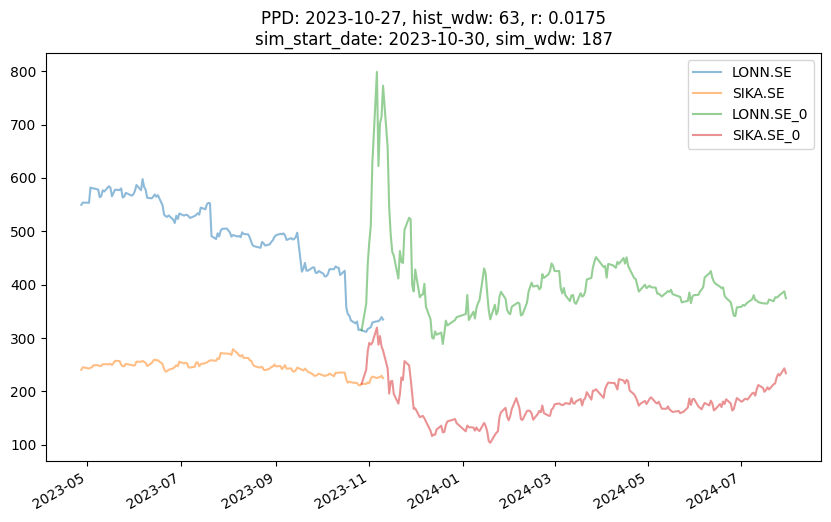 PPD: 2023-10-27, hist_wdw: 63, r: 0.0175
sim_start_date: 2023-10-30, sim_wdw: 187
LONN.SE
SIKA.SE
LONN.SE_0
SIKA.SE_0
800
700
600
500
400
300
200
100
2023-05
2023-07
2023-09
2023-11
2024-01
2024-03
2024-05
2024-07